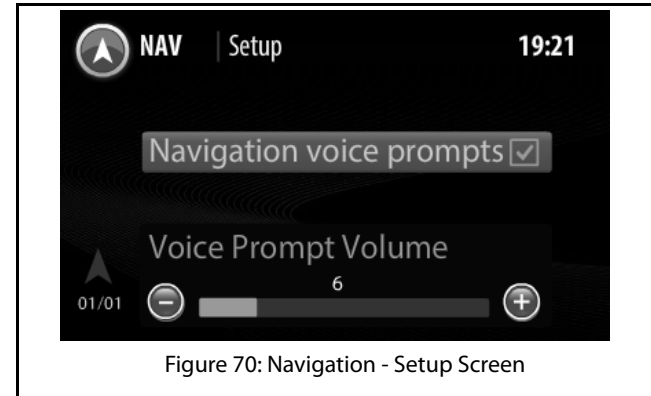 NAV Setup 19:21
Navigation voice prompts
Voice Prompt Volume
6
01/01
Figure 70: Navigation - Setup Screen